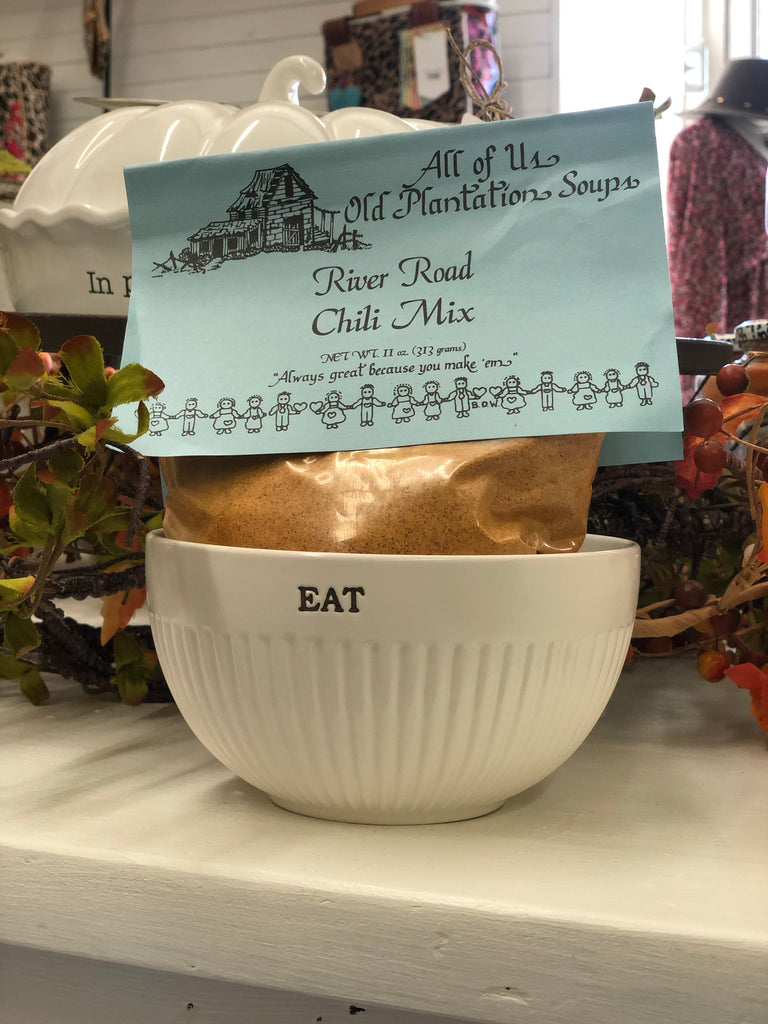 All of Us
Old Plantation Soups
River Road
Chili Mix
NET WT. 11 oz. (313 grams)
"Always great because you make 'em"
B.D.W.
In p
EAT